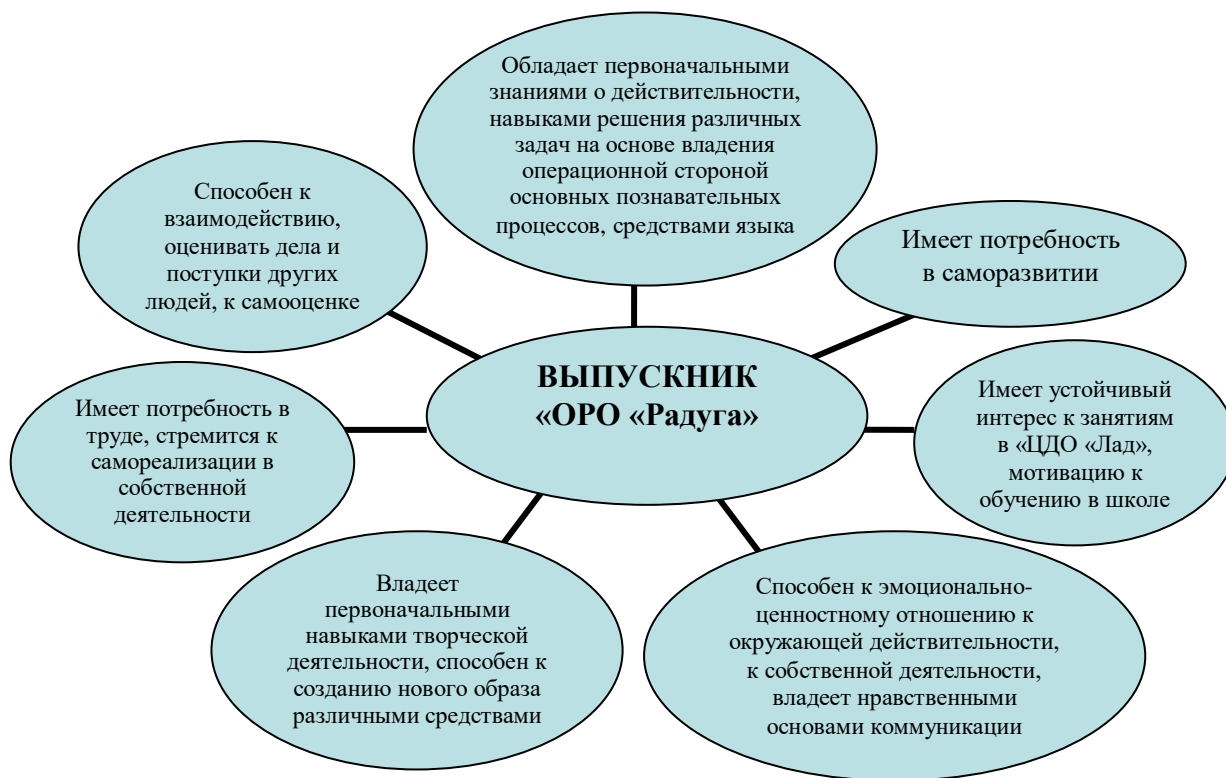 Обладает первоначальными
знаниями о действительности,
навыками решения различных
задач на основе владения
операционной стороной
основных познавательных
процессов, средствами языка
Способен к
взаимодействию,
оценивать дела и
поступки других
людей, к самооценке
Имеет потребность
в саморазвитии
ВЫПУСКНИК
«ОРО «Радуга»
Имеет потребность в
труде, стремится к
самореализации в
собственной
деятельности
Имеет устойчивый
интерес к занятиям
в «ЦДО «Лад»,
мотивацию к
обучению в школе
Владеет
первоначальными
навыками творческой
деятельности, способен к
созданию нового образа
различными средствами
Способен к эмоционально-
ценностному отношению к
окружающей действительности,
к собственной деятельности,
владеет нравственными
основами коммуникации